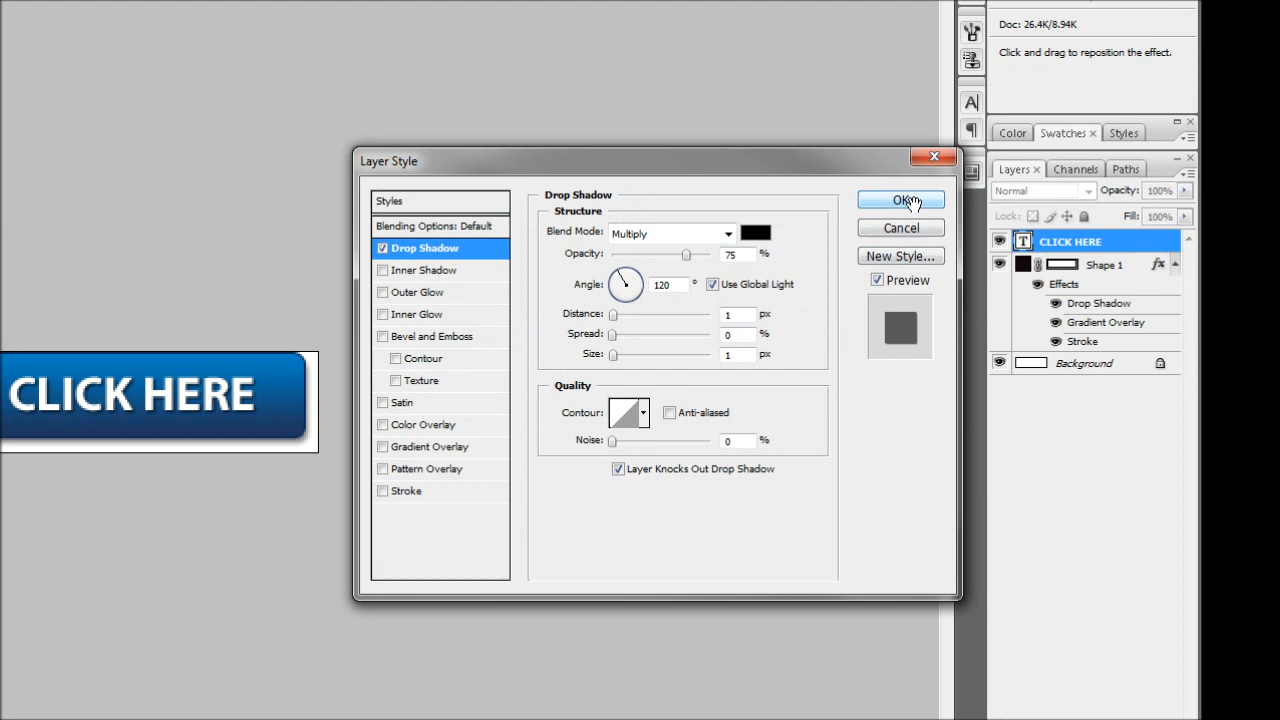 Doc: 26.4K/8.94K
Click and drag to reposition the effect.
A
Color Swatches Styles
Layers Channels Paths
Normal Opacity: 100%
Lock: Fill: 100%
T CLICK HERE
Shape 1 fx
Effects
Drop Shadow
Gradient Overlay
Stroke
Background
CLICK HERE
Layer Style
Styles
Blending Options: Default
Drop Shadow
Inner Shadow
Outer Glow
Inner Glow
Bevel and Emboss
Contour
Texture
Satin
Color Overlay
Gradient Overlay
Pattern Overlay
Stroke
Drop Shadow
Structure
Blend Mode: Multiply
Opacity: 75 %
Angle: 120 ° Use Global Light
Distance: 1 px
Spread: 0 %
Size: 1 px
Quality
Contour: Anti-aliased
Noise: 0 %
Layer Knocks Out Drop Shadow
OK
Cancel
New Style...
Preview